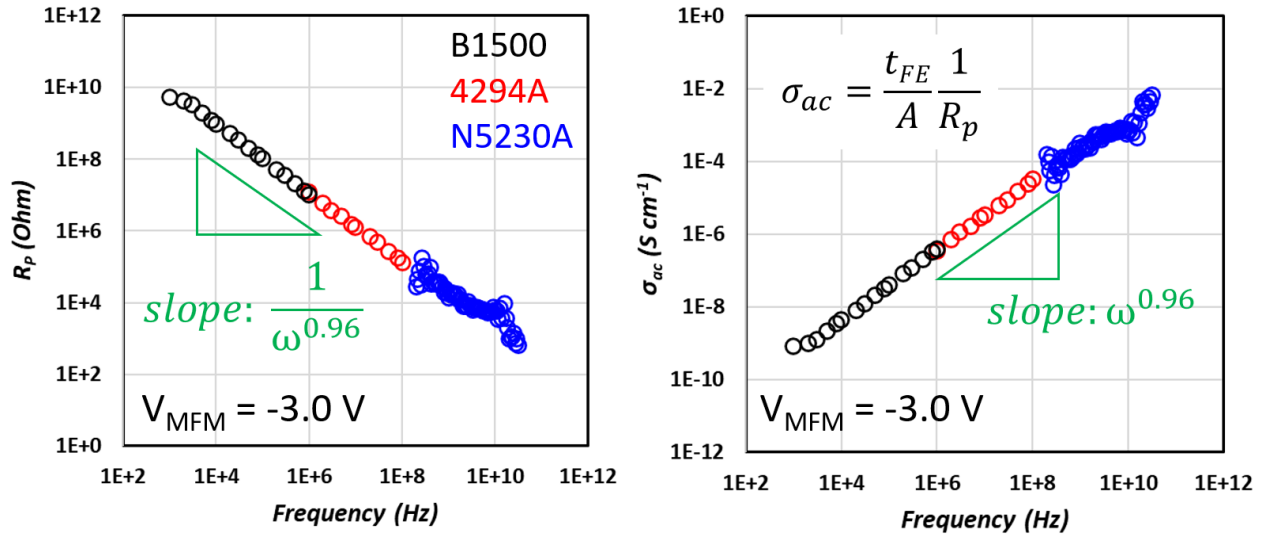 1E+12
1E+10
1E+8
1E+6
1E+4
1E+2
1E+0
R_p (Ohm)
B1500
4294A
N5230A
slope: 1/ω^0.96
V_MFM = -3.0 V
1E+2 1E+4 1E+6 1E+8 1E+10 1E+12
Frequency (Hz)
1E+0
1E-2
1E-4
1E-6
1E-8
1E-10
1E-12
σ_ac (S cm^-1)
σ_ac = t_FE/A 1/R_p
slope: ω^0.96
V_MFM = -3.0 V
1E+2 1E+4 1E+6 1E+8 1E+10 1E+12
Frequency (Hz)